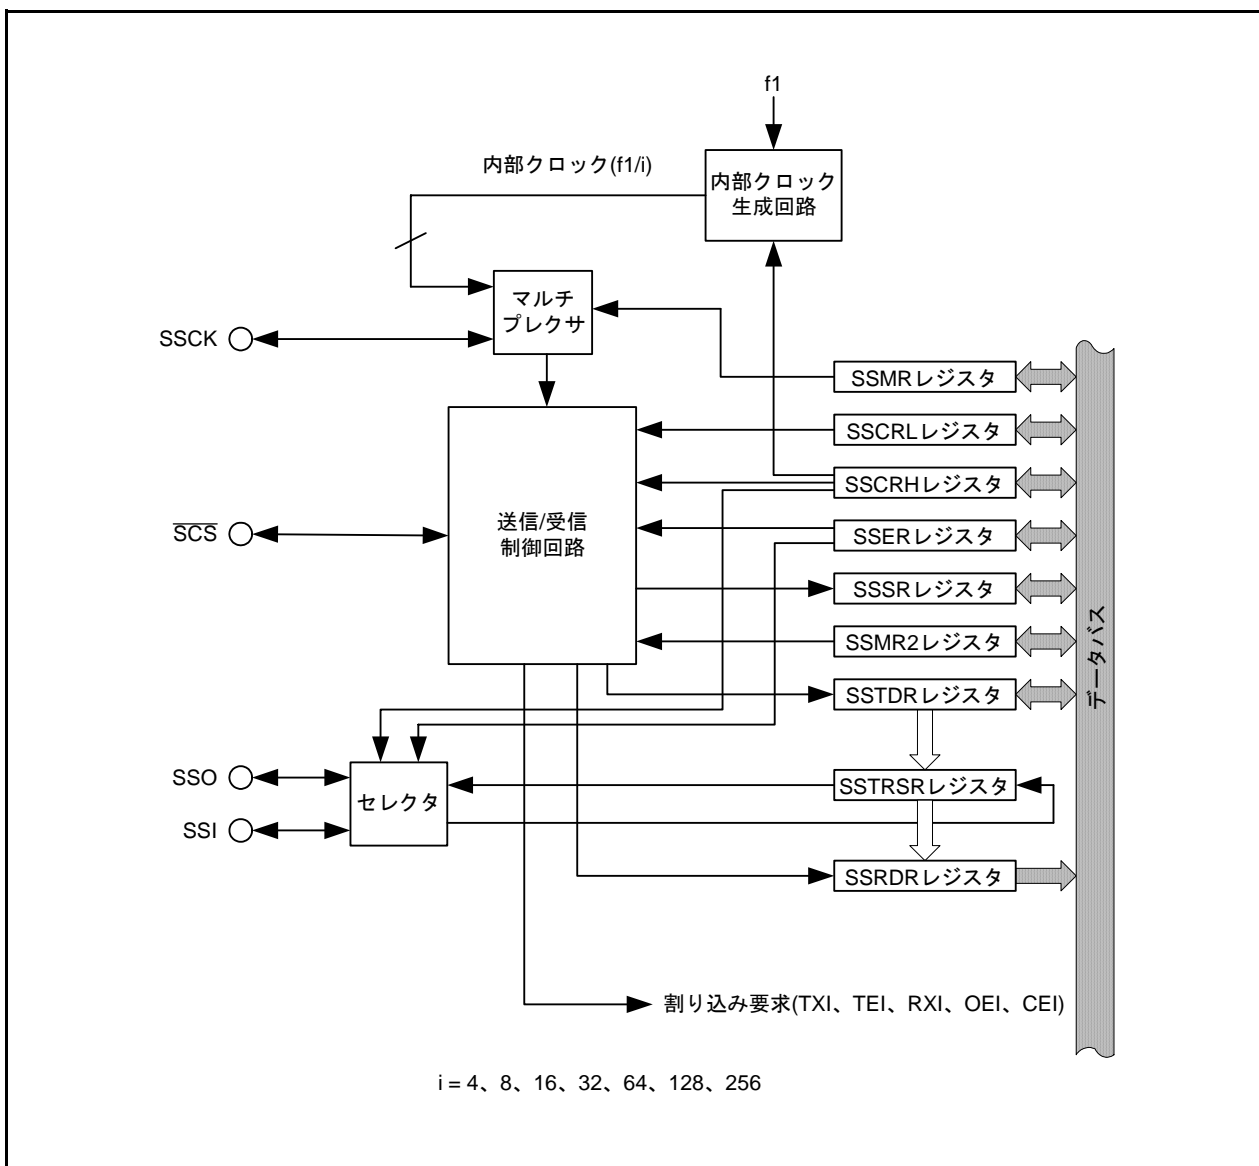 f1
内部クロック(f1/i)
内部クロック
生成回路
マルチ
プレクサ
SSCK
SSMRレジスタ
SSCRLレジスタ
SSCRHレジスタ
送信/受信
制御回路
SCS
SSERレジスタ
SSSRレジスタ
SSMR2レジスタ
データバス
SSTDRレジスタ
SSO
SSTRSRレジスタ
セレクタ
SSI
SSRDRレジスタ
割り込み要求(TXI、TEI、RXI、OEI、CEI)
i = 4、8、16、32、64、128、256